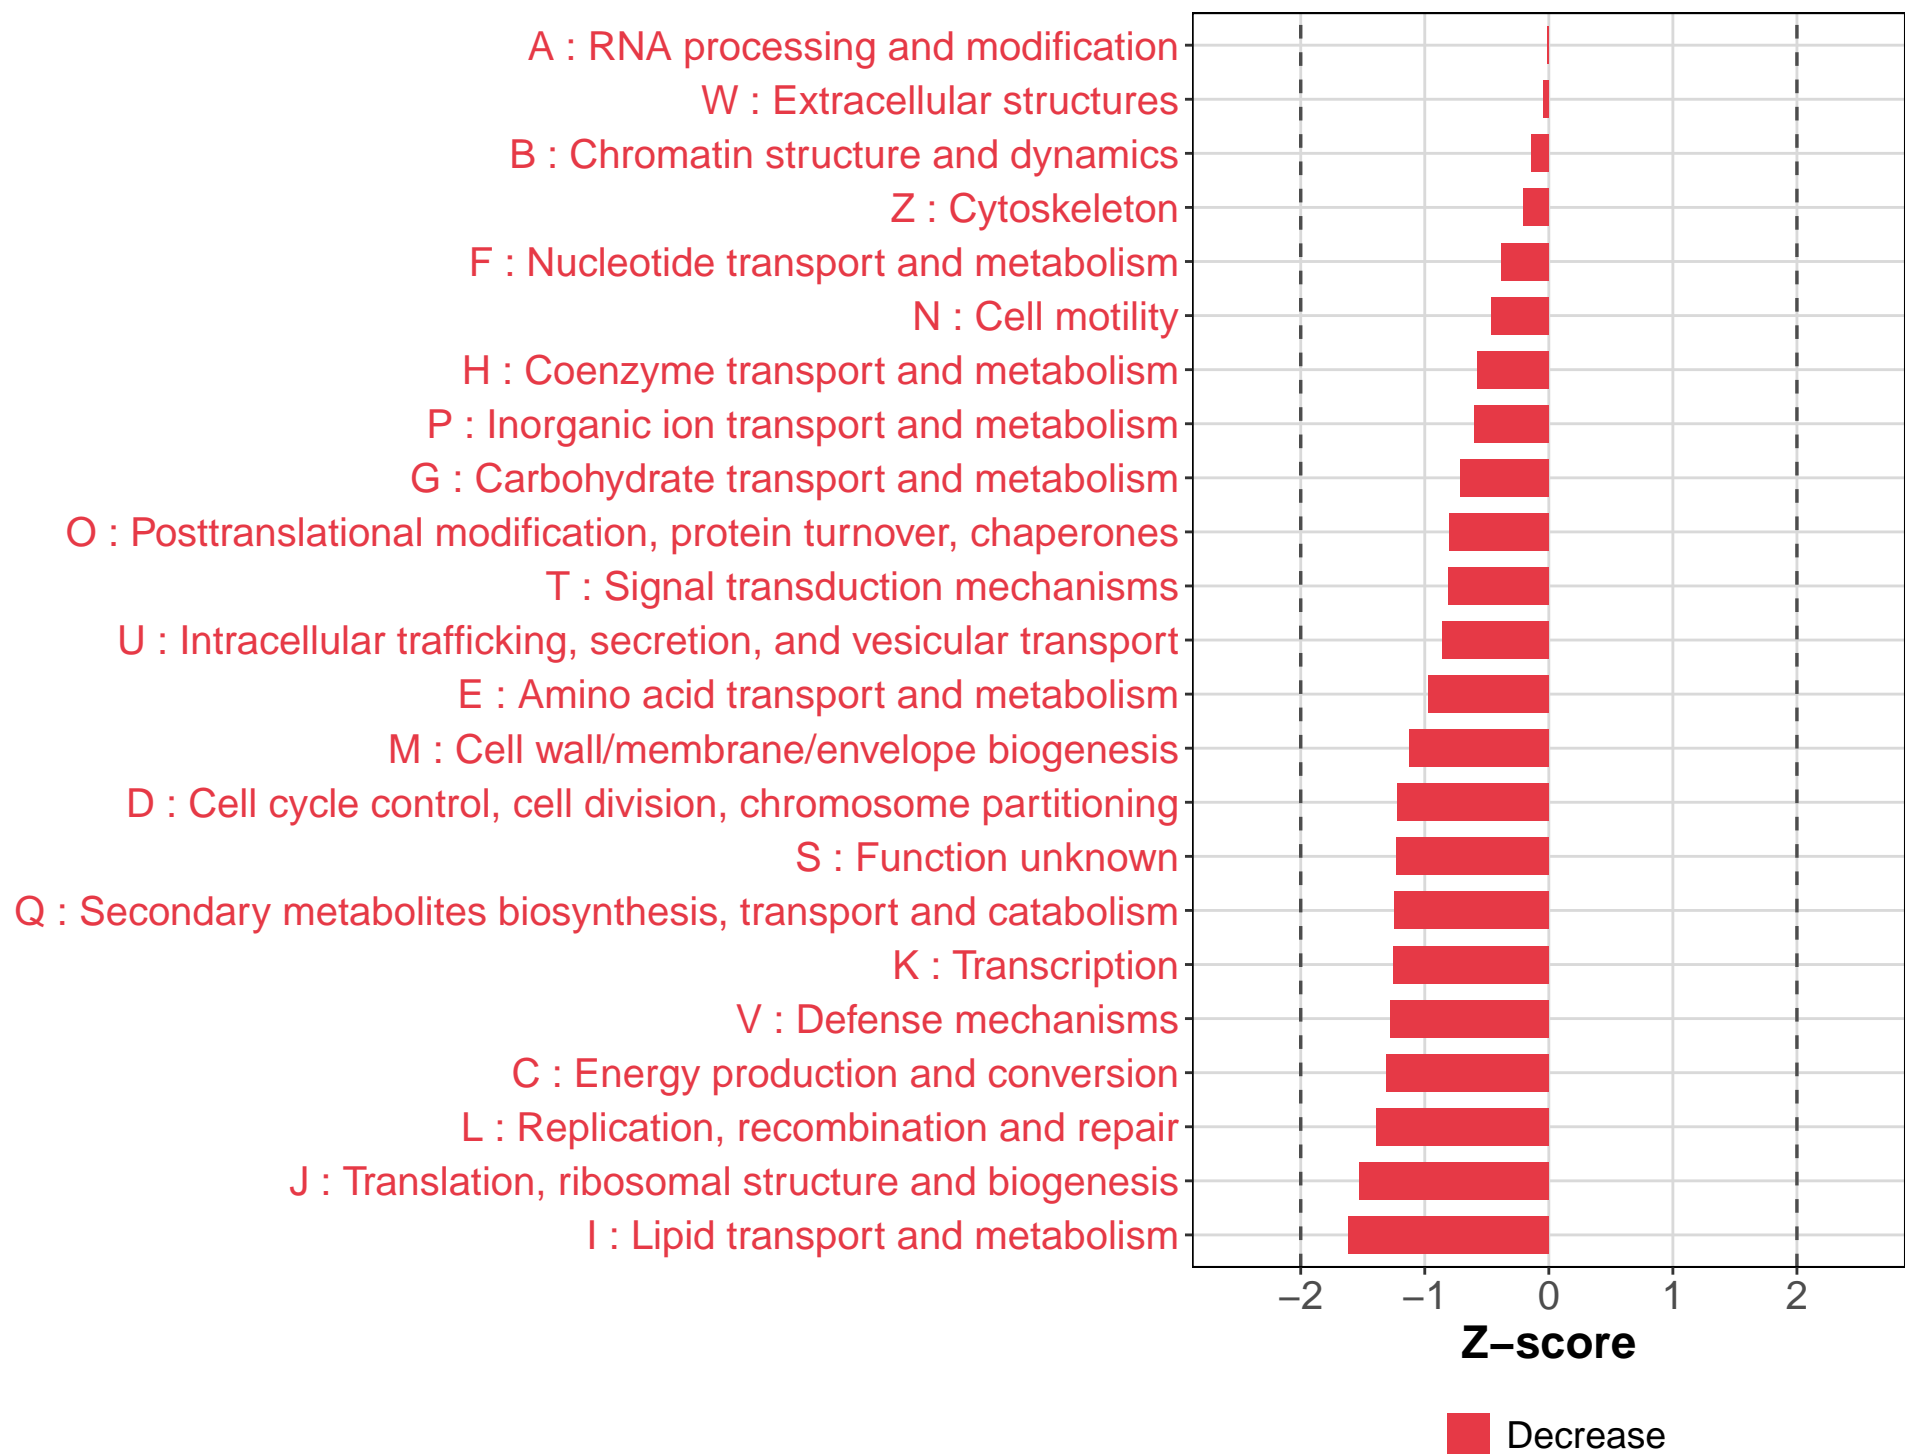 A : RNA processing and modification
W : Extracellular structures
B : Chromatin structure and dynamics
Z : Cytoskeleton
F : Nucleotide transport and metabolism
N : Cell motility
H : Coenzyme transport and metabolism
P : Inorganic ion transport and metabolism
G : Carbohydrate transport and metabolism
O : Posttranslational modification, protein turnover, chaperones
T : Signal transduction mechanisms
U : Intracellular trafficking, secretion, and vesicular transport
E : Amino acid transport and metabolism
M : Cell wall/membrane/envelope biogenesis
D : Cell cycle control, cell division, chromosome partitioning
S : Function unknown
Q : Secondary metabolites biosynthesis, transport and catabolism
K : Transcription
V : Defense mechanisms
C : Energy production and conversion
L : Replication, recombination and repair
J : Translation, ribosomal structure and biogenesis
I : Lipid transport and metabolism
−2 −1 0 1 2
Z−score
Decrease